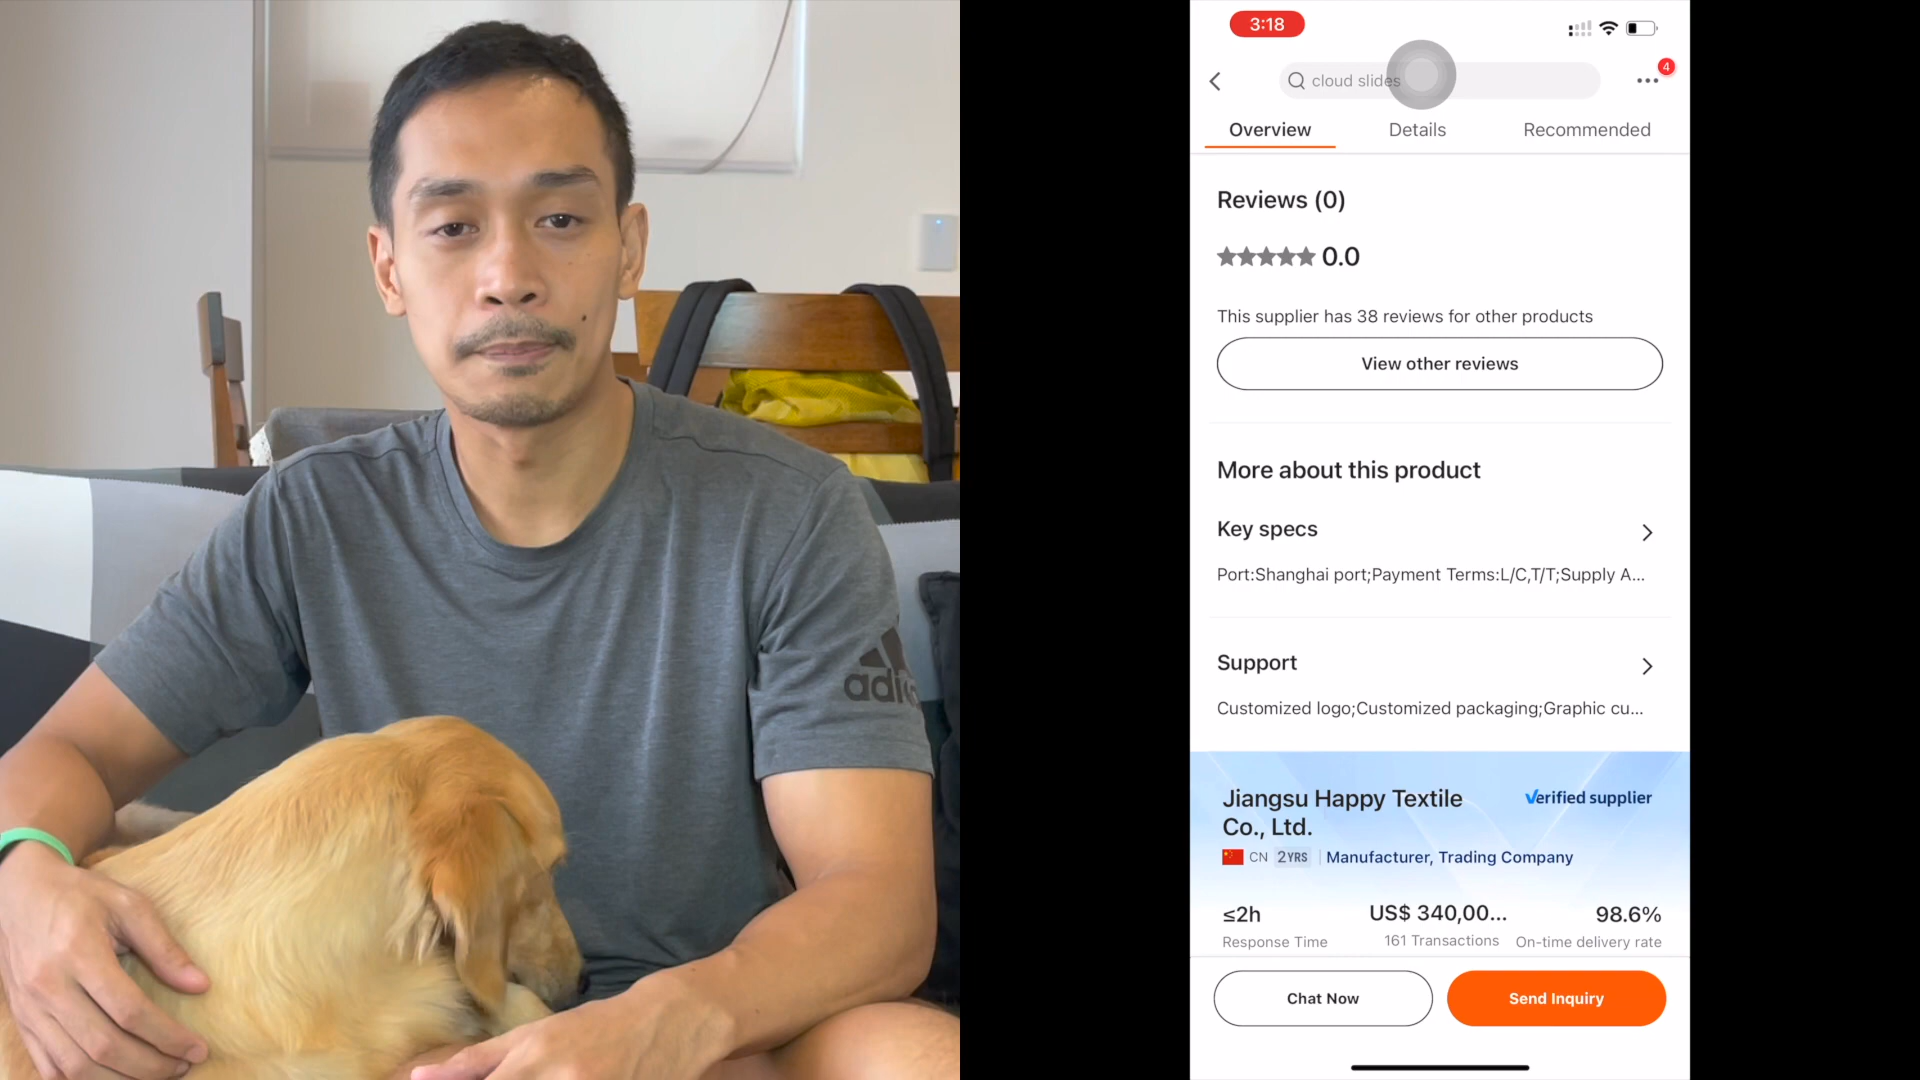 adi
3:18
cloud slides
4
Overview Details Recommended
Reviews (0)
0.0
This supplier has 38 reviews for other products
View other reviews
More about this product
Key specs
Port:Shanghai port;Payment Terms:L/C,T/T;Supply A...
Support
Customized logo;Customized packaging;Graphic cu...
Jiangsu Happy Textile
Co., Ltd.
Verified supplier
CN 2YRS Manufacturer, Trading Company
≤2h US$ 340,00... 98.6%
Response Time 161 Transactions On-time delivery rate
Chat Now Send Inquiry